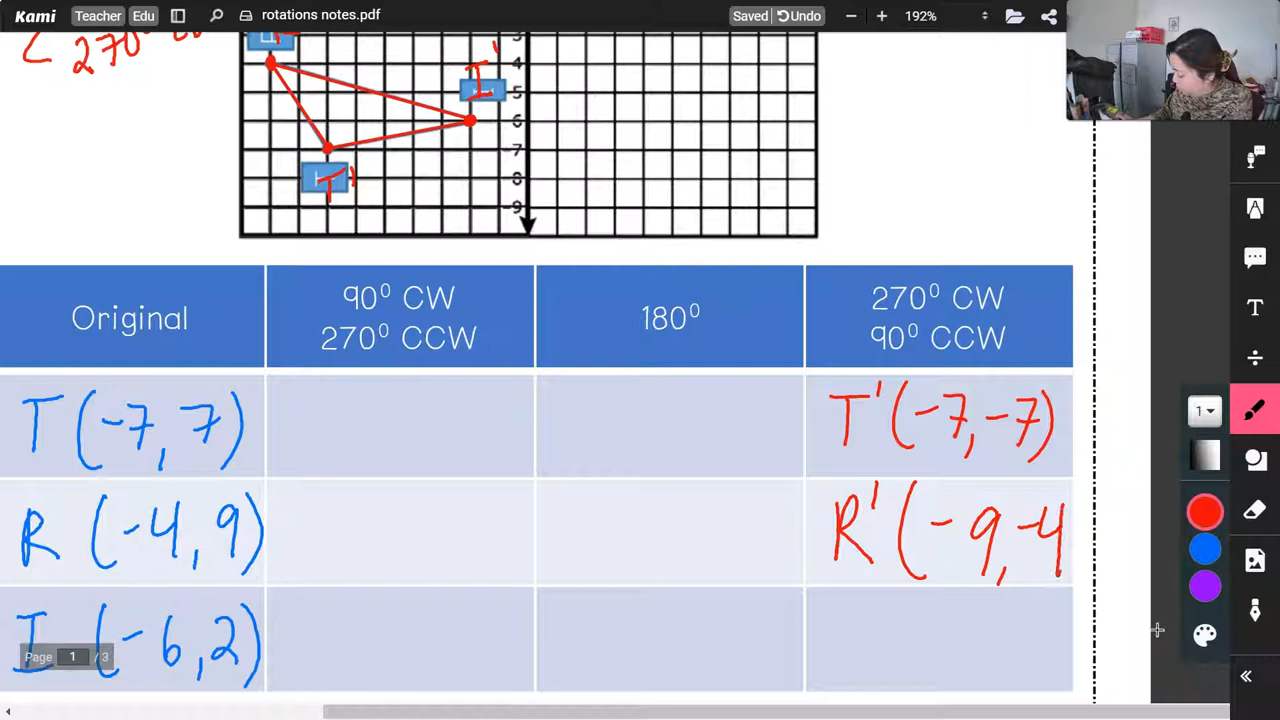 Kami Teacher Edu rotations notes.pdf Saved Undo 192%
270°
I'
4
5
6
-7
T'
8
-9
Original 90° CW 270° CCW 180° 270° CW 90° CCW
T (-7, 7) T' (-7, -7)
R (-4, 9) R' (-9, -4
I (-6, 2)
Page 1 / 3
1